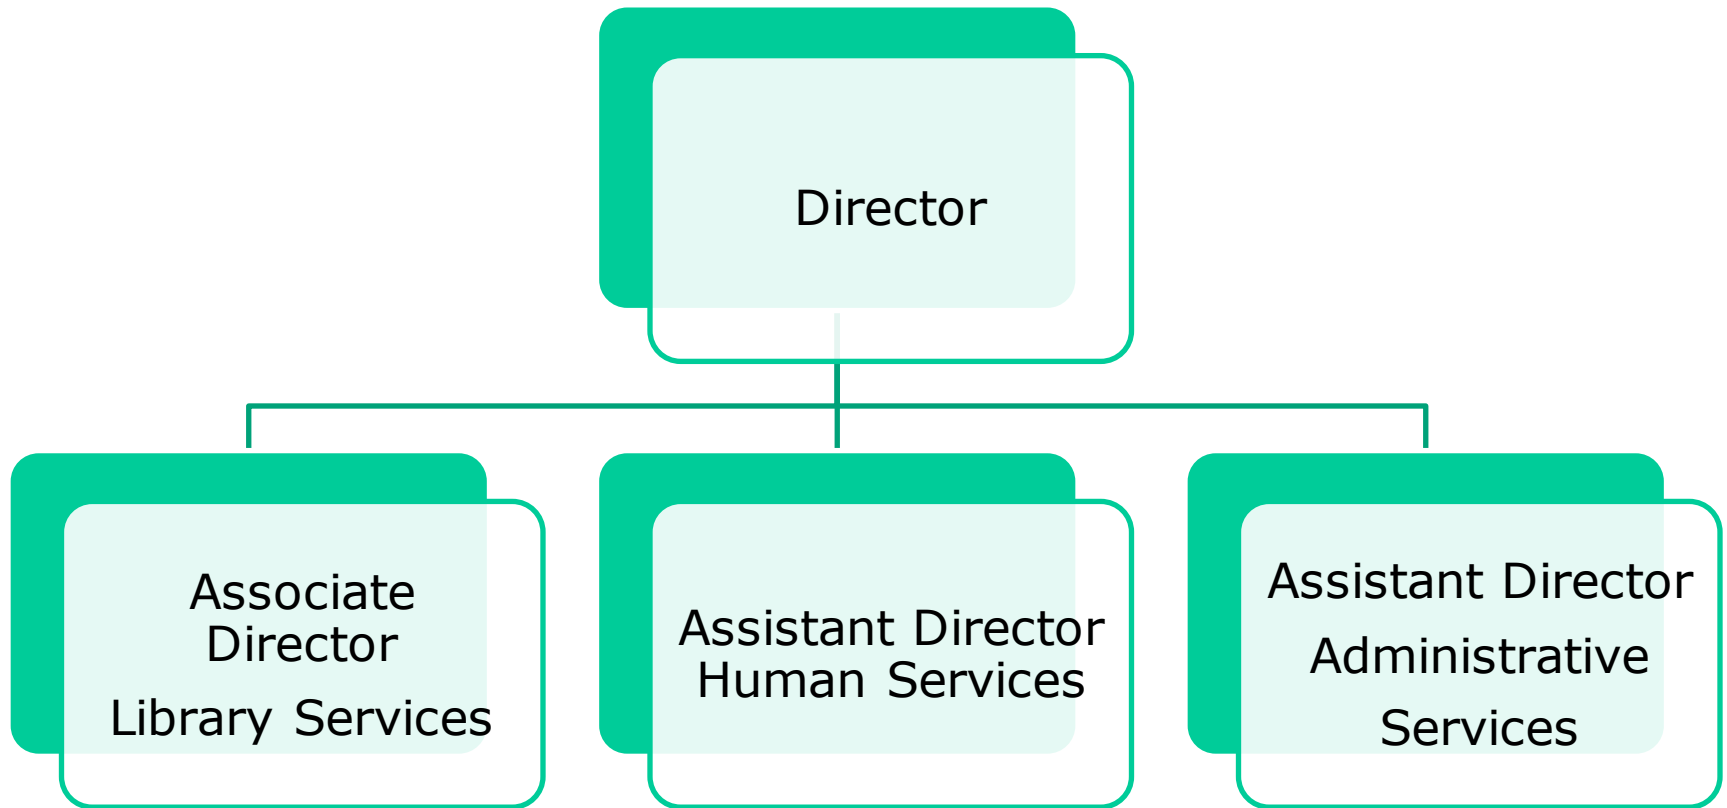 Director
Associate
Director
Library Services
Assistant Director
Human Services
Assistant Director
Administrative
Services